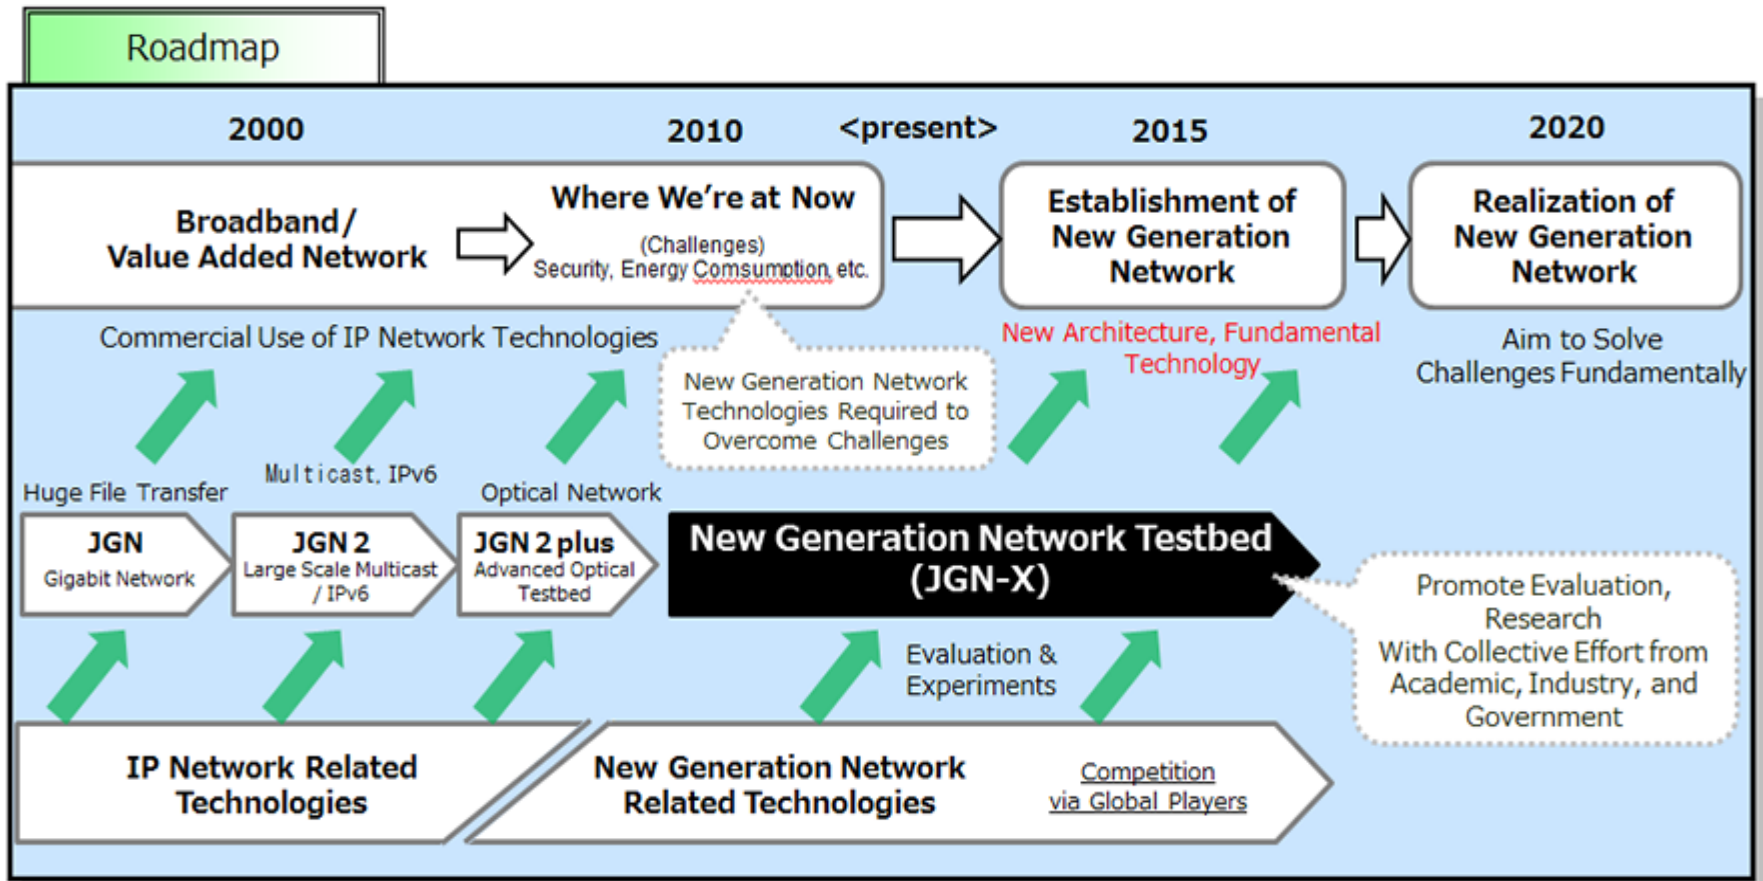 Roadmap
2000
2010
<present>
2015
2020
Broadband/
Value Added Network
Where We're at Now
(Challenges)
Security, Energy Comsumption, etc.
Establishment of
New Generation
Network
Realization of
New Generation
Network
Commercial Use of IP Network Technologies
New Generation Network
Technologies Required to
Overcome Challenges
New Architecture, Fundamental
Technology
Aim to Solve
Challenges Fundamentally
Huge File Transfer
Multicast, IPv6
Optical Network
JGN
Gigabit Network
JGN 2
Large Scale Multicast
/ IPv6
JGN 2 plus
Advanced Optical
Testbed
New Generation Network Testbed
(JGN-X)
Promote Evaluation,
Research
With Collective Effort from
Academic, Industry, and
Government
Evaluation &
Experiments
IP Network Related
Technologies
New Generation Network
Related Technologies
Competition
via Global Players